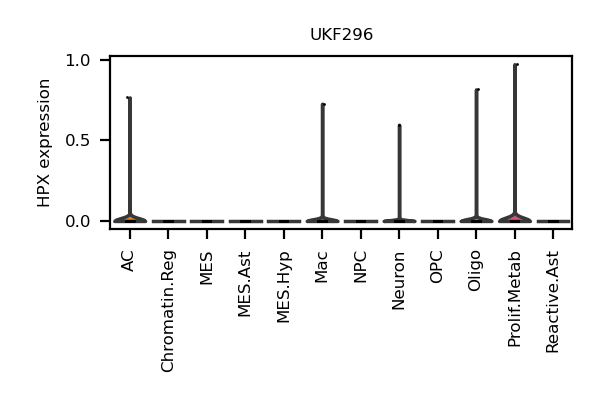 UKF296
HPX expression
1.0
0.5
0.0
AC
Chromatin.Reg
MES
MES.Ast
MES.Hyp
Mac
NPC
Neuron
OPC
Oligo
Prolif.Metab
Reactive.Ast